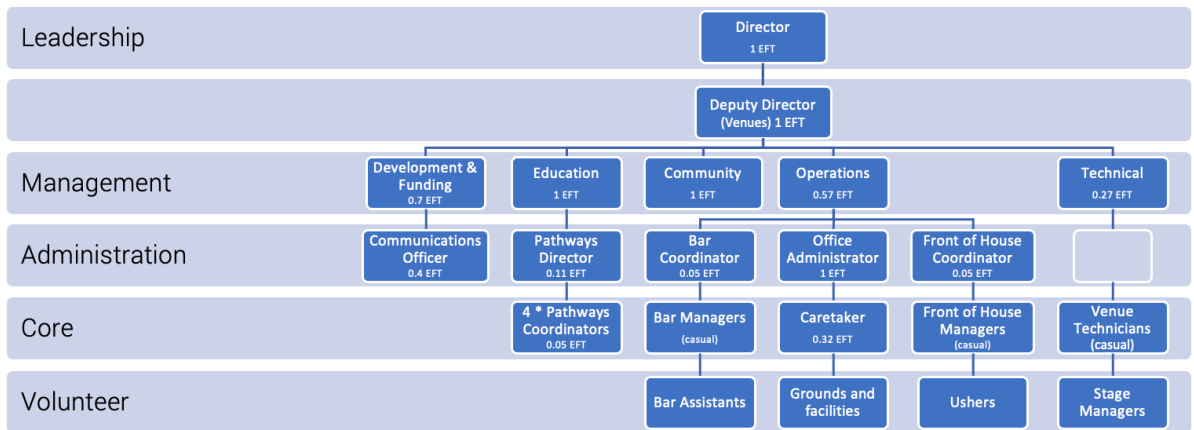 Leadership
Director
1 EFT
Deputy Director
(Venues) 1 EFT
Management
Development &
Funding
0.7 EFT
Education
1 EFT
Community
1 EFT
Operations
0.57 EFT
Technical
0.27 EFT
Administration
Communications
Officer
0.4 EFT
Pathways
Director
0.11 EFT
Bar
Coordinator
0.05 EFT
Office
Administrator
1 EFT
Front of House
Coordinator
0.05 EFT
Core
4 * Pathways
Coordinators
0.05 EFT
Bar Managers
(casual)
Caretaker
0.32 EFT
Front of House
Managers
(casual)
Venue
Technicians
(casual)
Volunteer
Bar Assistants
Grounds and
facilities
Ushers
Stage
Managers